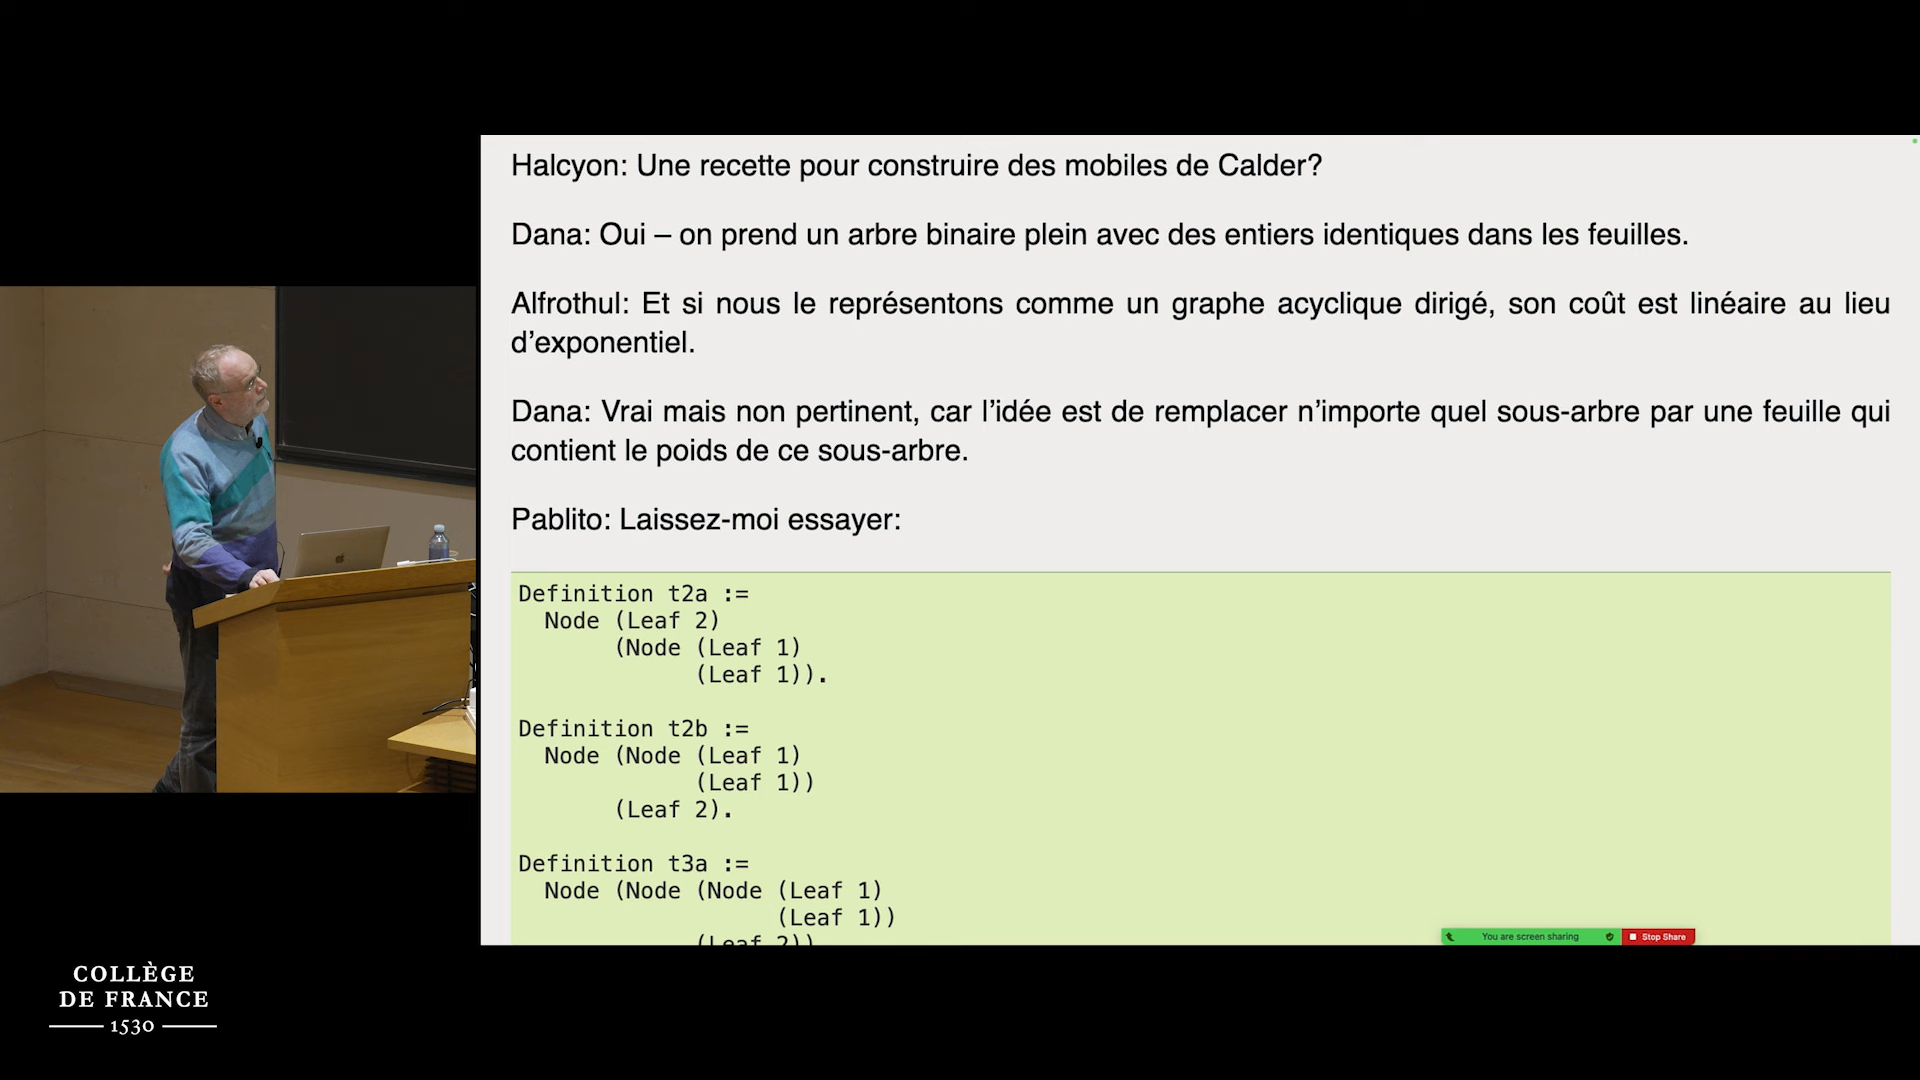 Halcyon: Une recette pour construire des mobiles de Calder?
Dana: Oui – on prend un arbre binaire plein avec des entiers identiques dans les feuilles.
Alfrothul: Et si nous le représentons comme un graphe acyclique dirigé, son coût est linéaire au lieu
d’exponentiel.
Dana: Vrai mais non pertinent, car l’idée est de remplacer n’importe quel sous-arbre par une feuille qui
contient le poids de ce sous-arbre.
Pablito: Laissez-moi essayer:
Definition t2a :=
Node (Leaf 2)
(Node (Leaf 1)
(Leaf 1)).
Definition t2b :=
Node (Node (Leaf 1)
(Leaf 1))
(Leaf 2).
Definition t3a :=
Node (Node (Node (Leaf 1)
(Leaf 1))
(Leaf 2))
You are screen sharing
Stop Share
COLLÈGE
DE FRANCE
1530